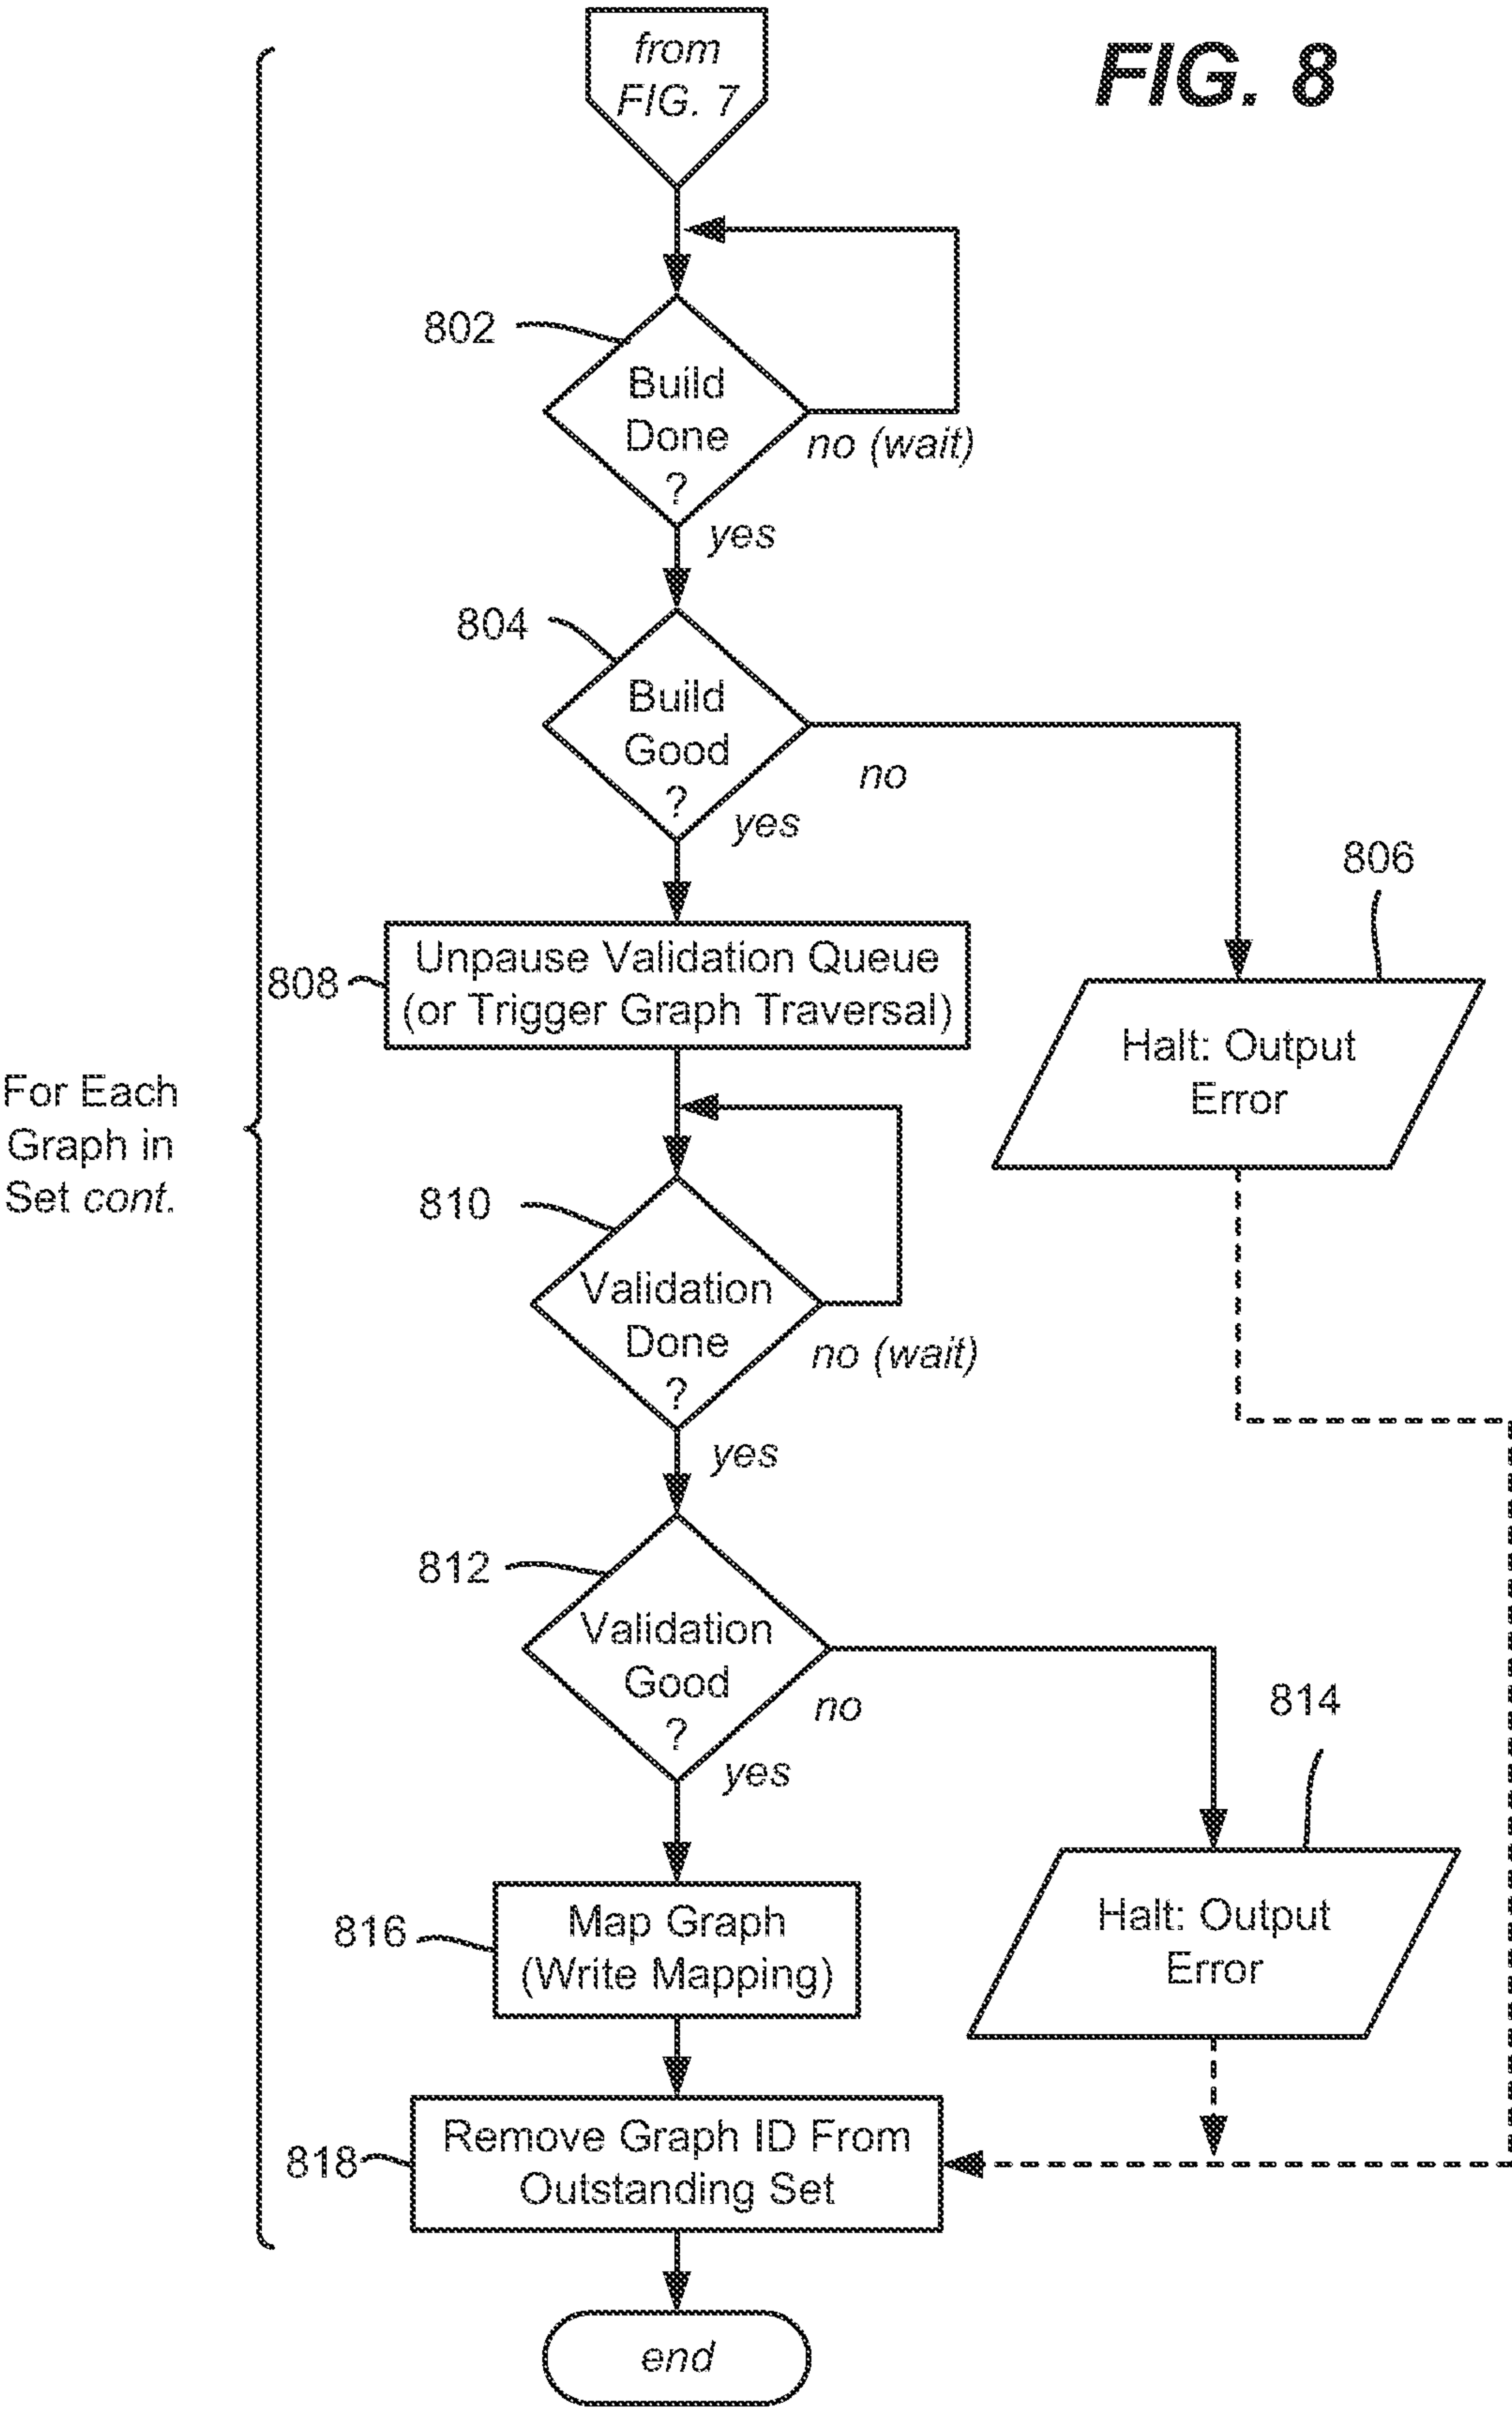 from
FIG. 7
FIG. 8
802
Build
Done
?
no (wait)
yes
804
Build
Good
?
no
yes
806
808
Unpause Validation Queue
(or Trigger Graph Traversal)
Halt: Output
Error
For Each
Graph in
Set cont.
810
Validation
Done
?
no (wait)
yes
812
Validation
Good
?
no
yes
814
816
Map Graph
(Write Mapping)
Halt: Output
Error
818
Remove Graph ID From
Outstanding Set
end